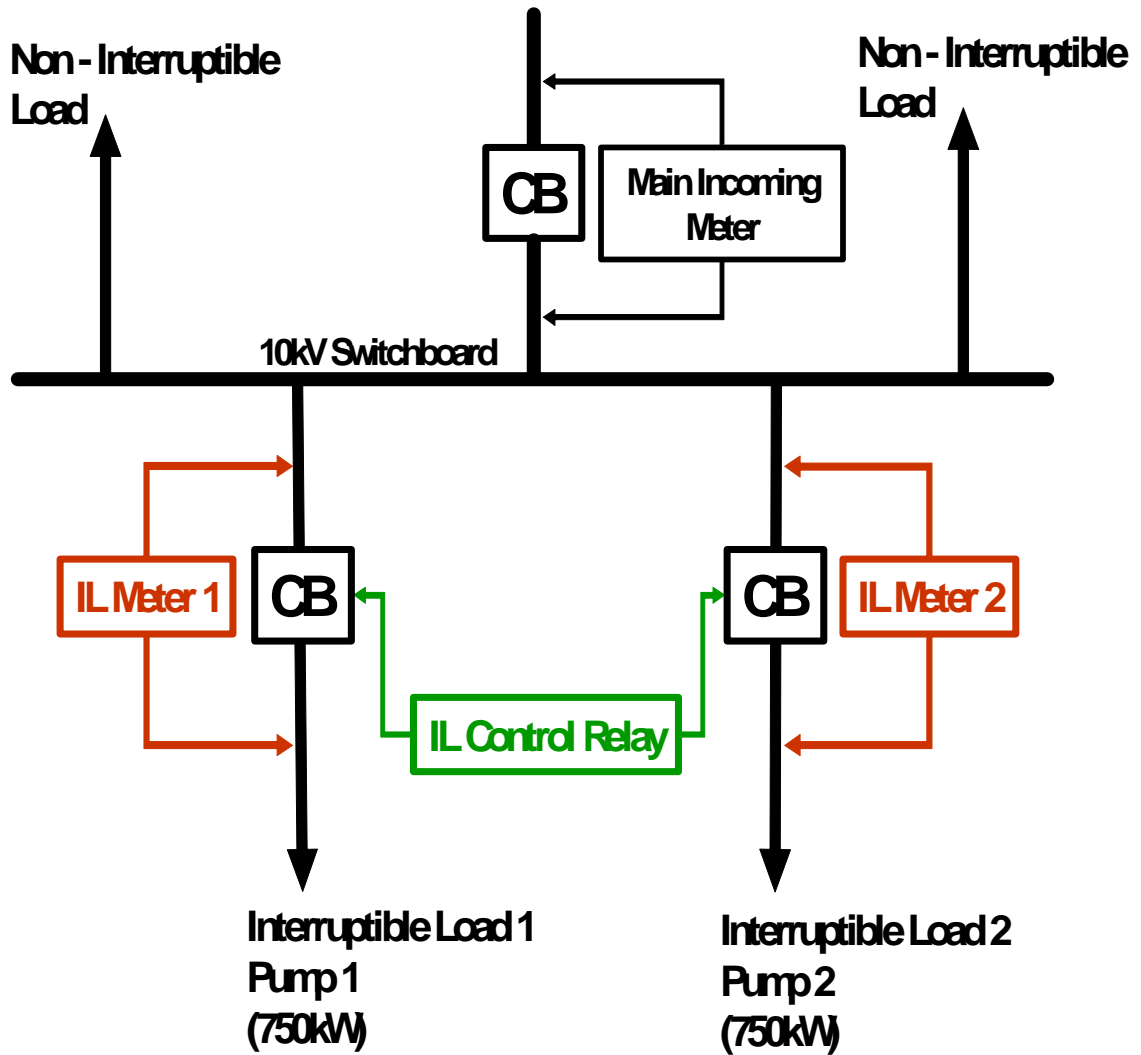 Non - Interruptible
Load
Non - Interruptible
Load
CB
Main Incoming
Meter
10kV Switchboard
IL Meter 1
CB
CB
IL Meter 2
IL Control Relay
Interruptible Load 1
Pump 1
(750kW)
Interruptible Load 2
Pump 2
(750kW)